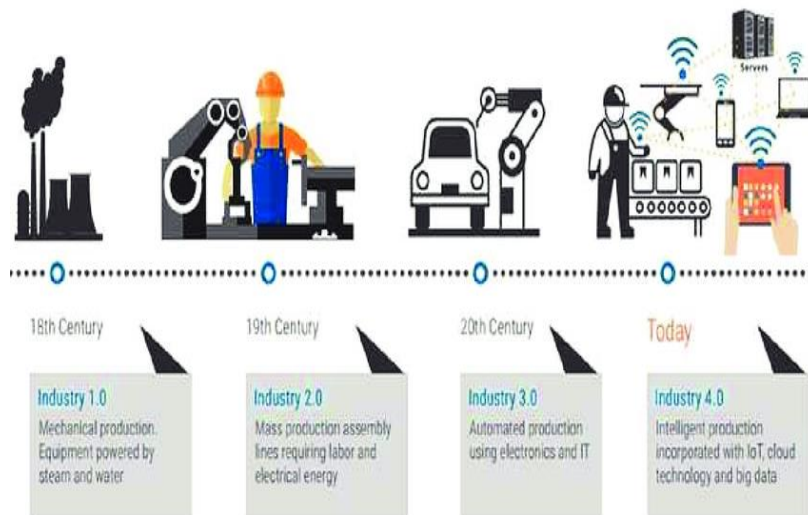 Servers
18th Century
Industry 1.0
Mechanical production.
Equipment powered by
steam and water
19th Century
Industry 2.0
Mass production assembly
lines requiring labor and
electrical energy
20th Century
Industry 3.0
Automated production
using electronics and IT
Today
Industry 4.0
Intelligent production
incorporated with IoT, cloud
technology and big data